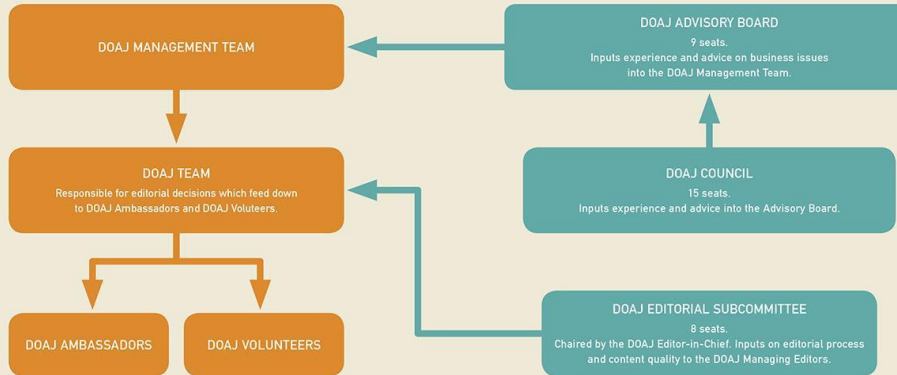 DOAJ MANAGEMENT TEAM
DOAJ ADVISORY BOARD
9 seats.
Inputs experience and advice on business issues
into the DOAJ Management Team.
DOAJ TEAM
Responsible for editorial decisions which feed down
to DOAJ Ambassadors and DOAJ Voluteers.
DOAJ COUNCIL
15 seats.
Inputs experience and advice into the Advisory Board.
DOAJ AMBASSADORS
DOAJ VOLUNTEERS
DOAJ EDITORIAL SUBCOMMITTEE
8 seats.
Chaired by the DOAJ Editor-in-Chief. Inputs on editorial process
and content quality to the DOAJ Managing Editors.